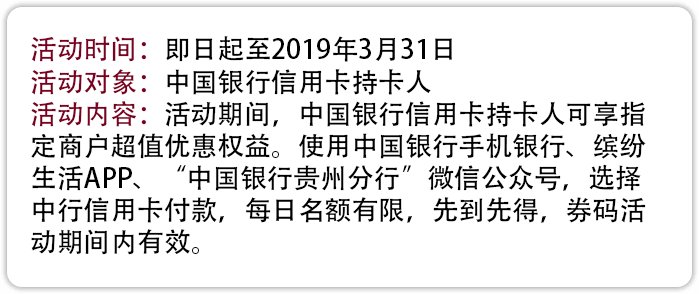 活动时间：即日起至2019年3月31日
活动对象：中国银行信用卡持卡人
活动内容：活动期间，中国银行信用卡持卡人可享指
定商户超值优惠权益。使用中国银行手机银行、缤纷
生活APP、“中国银行贵州分行”微信公众号，选择
中行信用卡付款，每日名额有限，先到先得，券码活
动期间内有效。